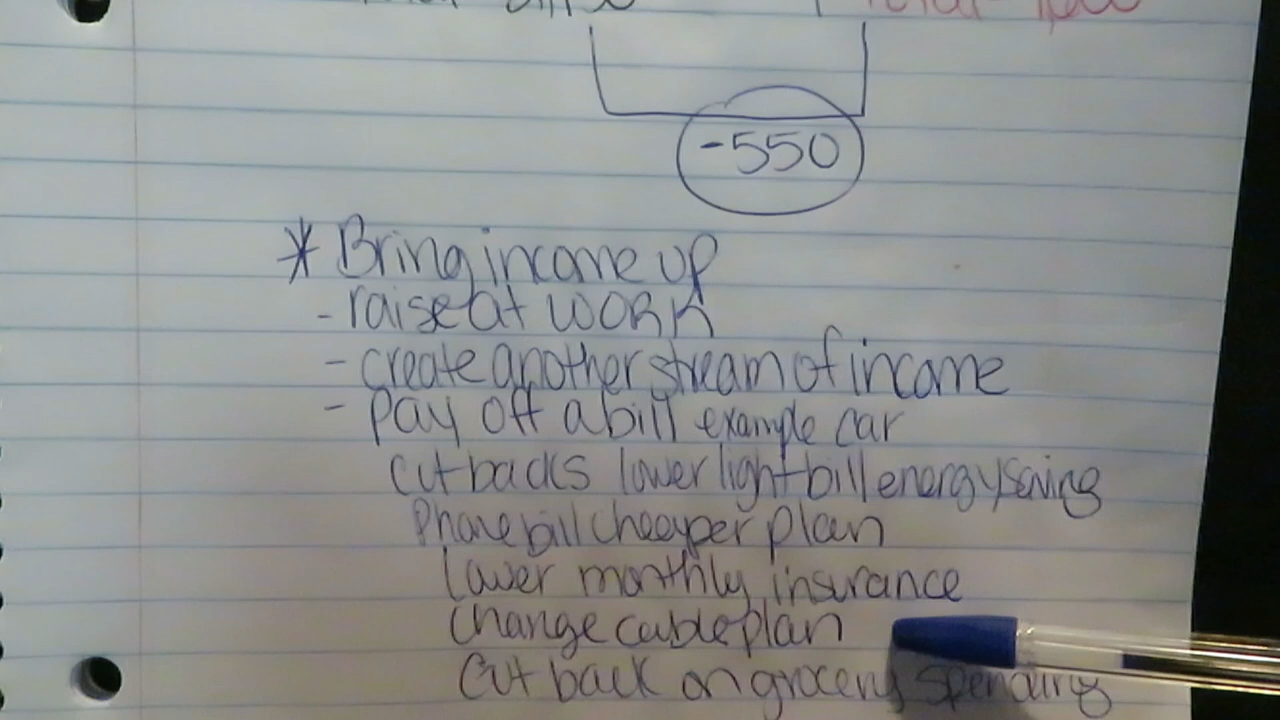 -550
* Bring income up
- raise at WORK
- create another stream of income
- pay off a bill example car
cut backs lower light bill energy saving
Phone bill cheeper plan
lower monthly insurance
change cable plan
Cut back on grocery spending